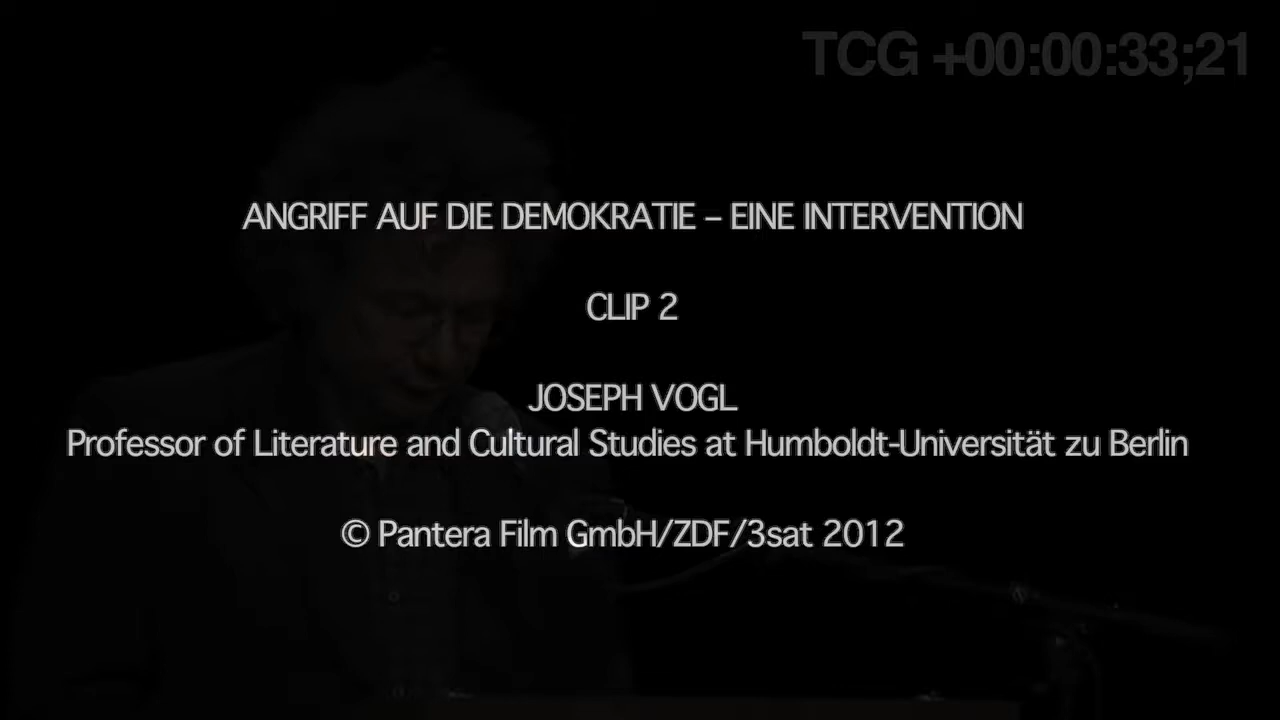 TCG +00:00:33;21
ANGRIFF AUF DIE DEMOKRATIE – EINE INTERVENTION
CLIP 2
JOSEPH VOGL
Professor of Literature and Cultural Studies at Humboldt-Universität zu Berlin
© Pantera Film GmbH/ZDF/3sat 2012